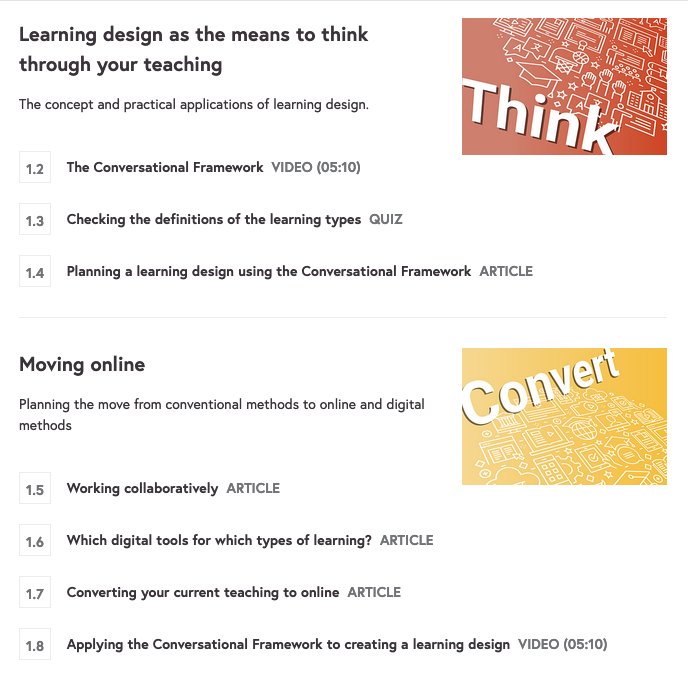 Learning design as the means to think
through your teaching
Think
The concept and practical applications of learning design.
1.2 The Conversational Framework VIDEO (05:10)
1.3 Checking the definitions of the learning types QUIZ
1.4 Planning a learning design using the Conversational Framework ARTICLE
Moving online
Convert
Planning the move from conventional methods to online and digital
methods
1.5 Working collaboratively ARTICLE
1.6 Which digital tools for which types of learning? ARTICLE
1.7 Converting your current teaching to online ARTICLE
1.8 Applying the Conversational Framework to creating a learning design VIDEO (05:10)